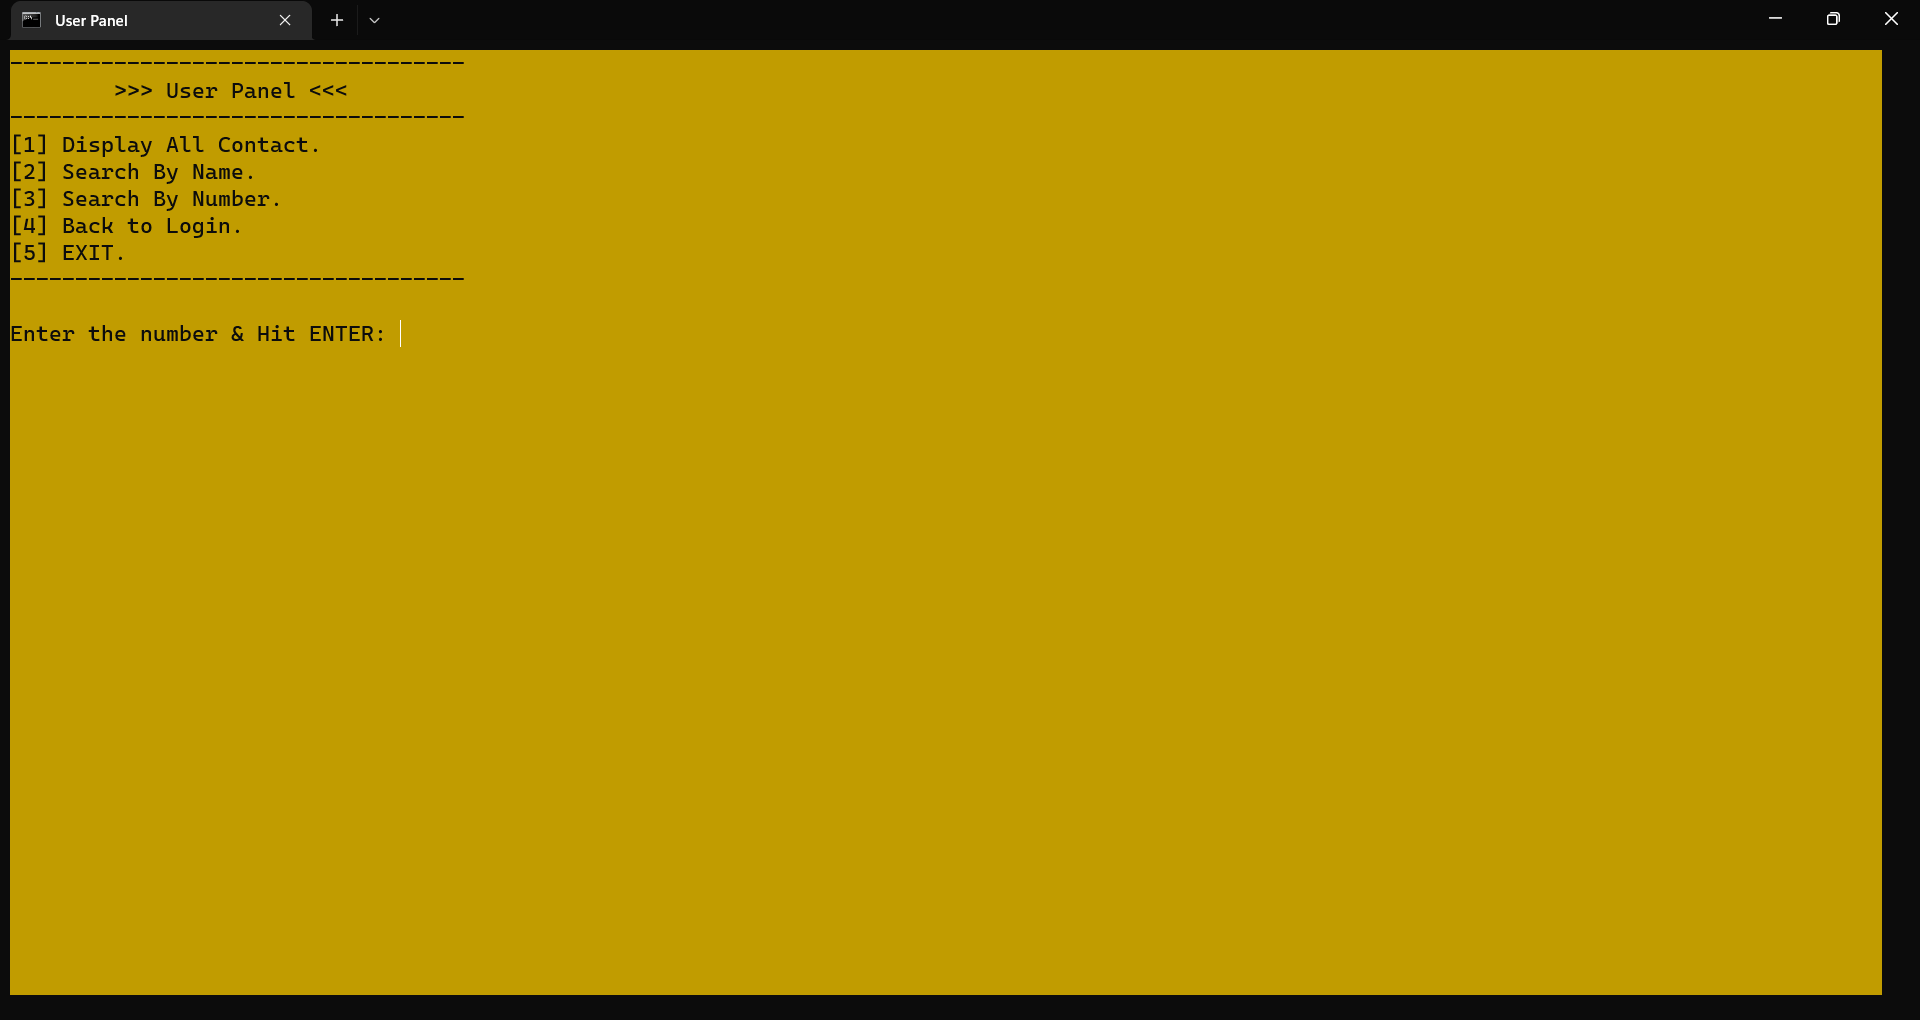 User Panel
-----------------------------------
        >>> User Panel <<<
-----------------------------------
[1] Display All Contact.
[2] Search By Name.
[3] Search By Number.
[4] Back to Login.
[5] EXIT.
-----------------------------------
Enter the number & Hit ENTER: